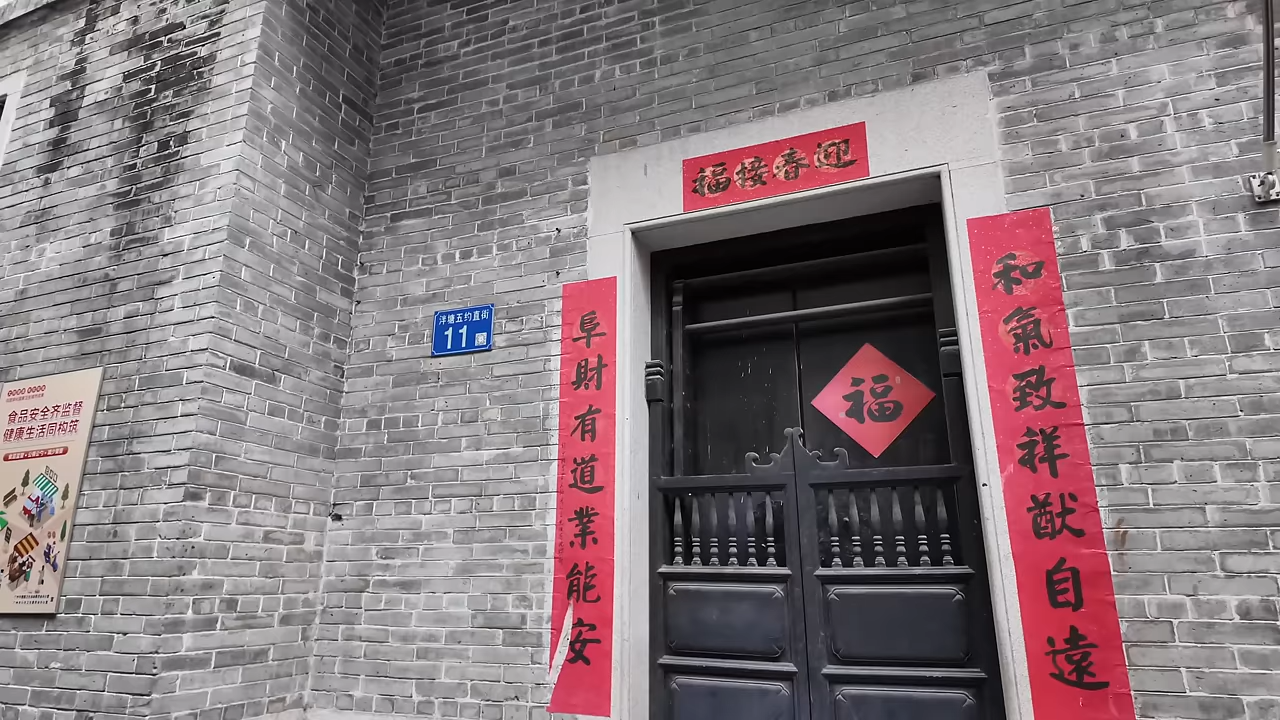 迎春接福
和氣致祥猷自遠
阜財有道業能安
福
泮塘五约直街
11
食品安全齐监督
健康生活同构筑